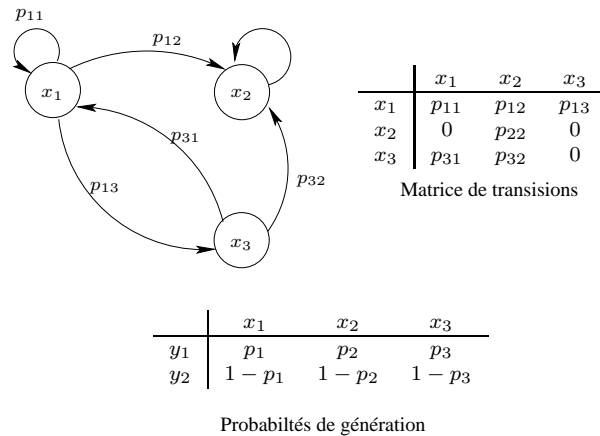 p₁₁
p₁₂
x₁
x₂
p₃₁
p₁₃
p₃₂
x₃
x₁ x₂ x₃
x₁ p₁₁ p₁₂ p₁₃
x₂ 0 p₂₂ 0
x₃ p₃₁ p₃₂ 0
Matrice de transisions
x₁ x₂ x₃
y₁ p₁ p₂ p₃
y₂ 1 − p₁ 1 − p₂ 1 − p₃
Probabiltés de génération